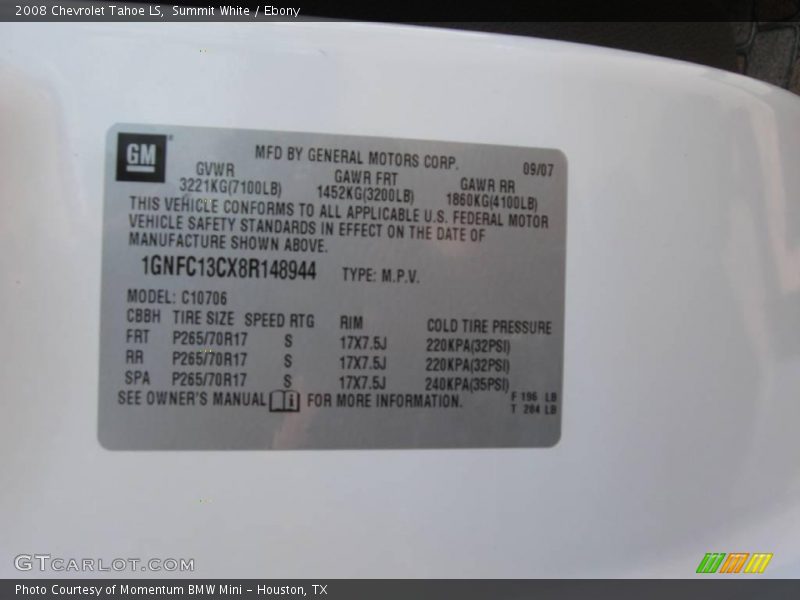 2008 Chevrolet Tahoe LS, Summit White / Ebony
GM
MFD BY GENERAL MOTORS CORP. 09/07
GVWR GAWR FRT GAWR RR
3221KG(7100LB) 1452KG(3200LB) 1860KG(4100LB)
THIS VEHICLE CONFORMS TO ALL APPLICABLE U.S. FEDERAL MOTOR
VEHICLE SAFETY STANDARDS IN EFFECT ON THE DATE OF
MANUFACTURE SHOWN ABOVE.
1GNFC13CX8R148944 TYPE: M.P.V.
MODEL: C10706
CBBH TIRE SIZE SPEED RTG RIM COLD TIRE PRESSURE
FRT P265/70R17 S 17X7.5J 220KPA(32PSI)
RR P265/70R17 S 17X7.5J 220KPA(32PSI)
SPA P265/70R17 S 17X7.5J 240KPA(35PSI)
SEE OWNER'S MANUAL i FOR MORE INFORMATION.
F 196 LB
T 284 LB
GTCARLOT.COM
Photo Courtesy of Momentum BMW Mini - Houston, TX